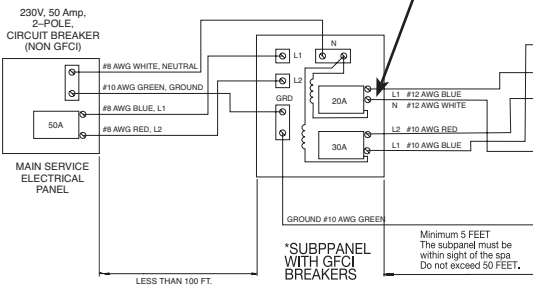 230V, 50 Amp,
2–POLE,
CIRCUIT BREAKER
(NON GFCI)
#8 AWG WHITE, NEUTRAL
#10 AWG GREEN, GROUND
#8 AWG BLUE, L1
50A
#8 AWG RED, L2
MAIN SERVICE
ELECTRICAL
PANEL
N
L1
L2
GRD
20A
L1 #12 AWG BLUE
N #12 AWG WHITE
30A
L2 #10 AWG RED
L1 #10 AWG BLUE
GROUND #10 AWG GREEN
*SUBPPANEL
WITH GFCI
BREAKERS
Minimum 5 FEET
The subpanel must be
within sight of the spa
Do not exceed 50 FEET.
LESS THAN 100 FT.